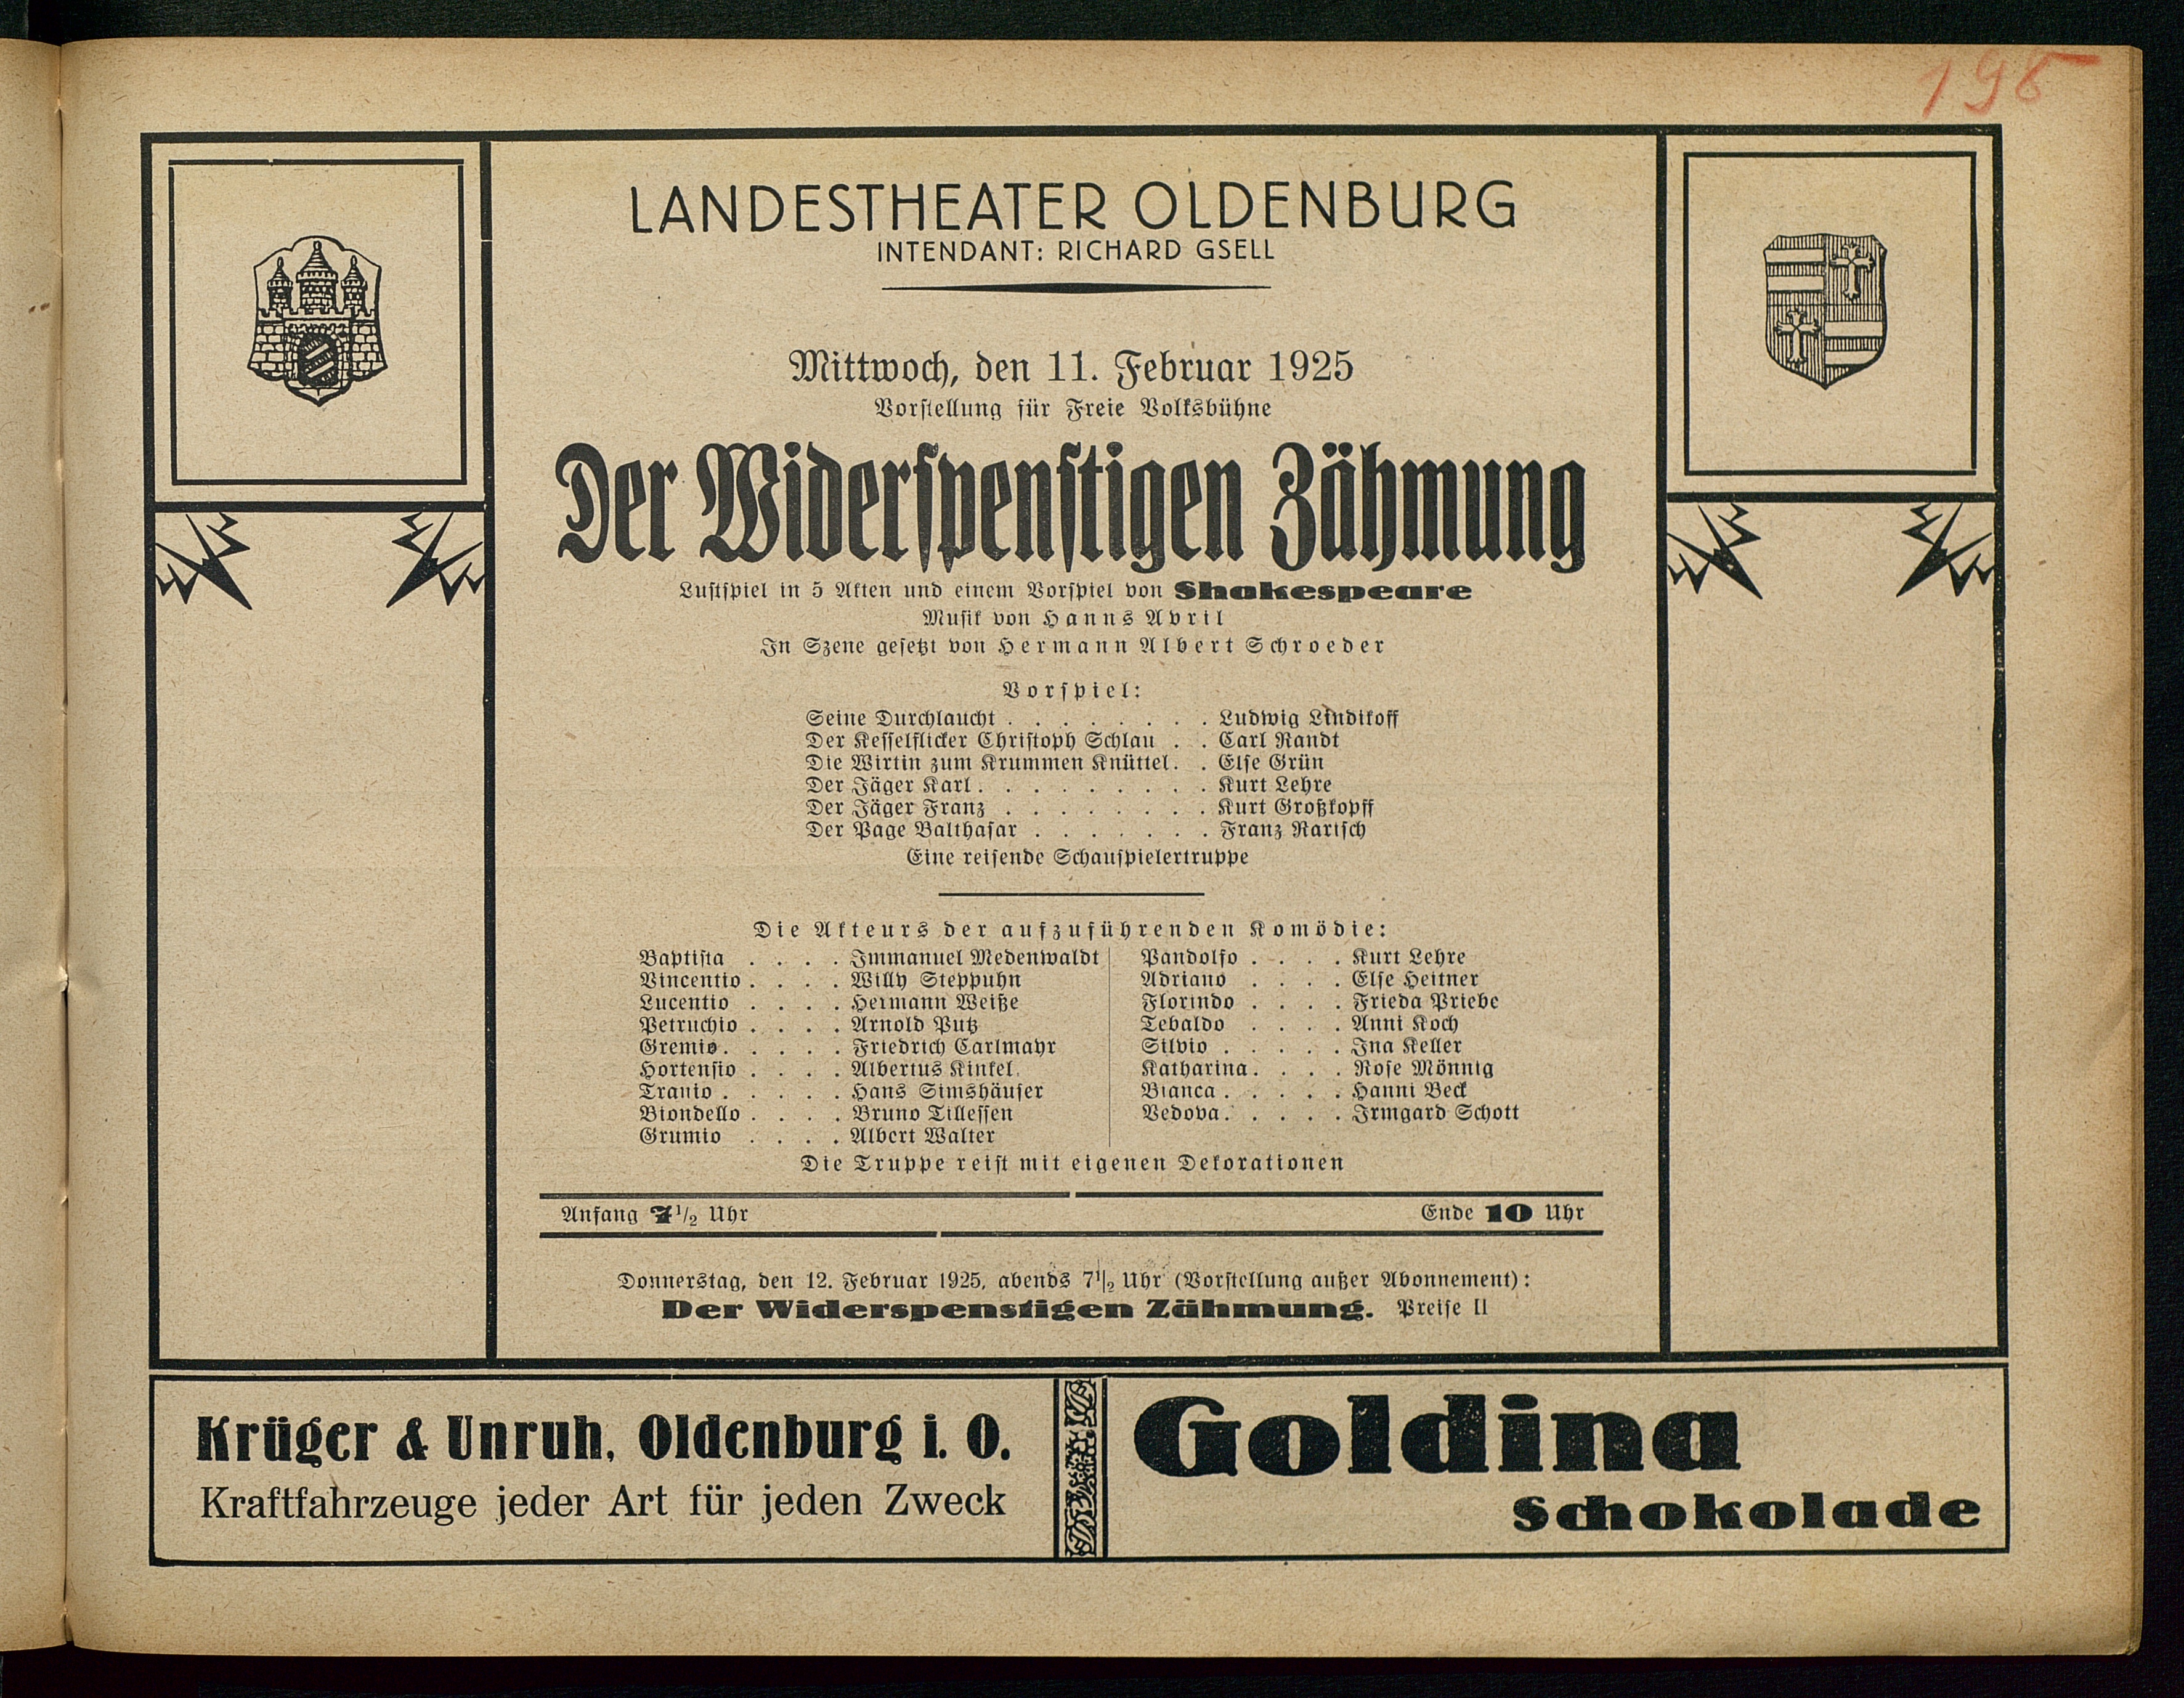 198
LANDESTHEATER OLDENBURG
INTENDANT: RICHARD GSELL
Mittwoch, den 11. Februar 1925
Vorstellung für Freie Volksbühne
Der Widerspenstigen Zähmung
Lustspiel in 5 Akten und einem Vorspiel von Shakespeare
Musik von Hanns Avril
In Szene gesetzt von Hermann Albert Schroeder
Vorspiel:
Seine Durchlaucht . . . . . . . . Ludwig Lindikoff
Der Kesselflicker Christoph Schlau . . Carl Randt
Die Wirtin zum Krummen Knüttel. . Else Grün
Der Jäger Karl . . . . . . . . . Kurt Lehre
Der Jäger Franz . . . . . . . . Kurt Großkopff
Der Page Balthasar . . . . . . . Franz Rarisch
Eine reisende Schauspielertruppe
Die Akteurs der aufzuführenden Komödie:
Baptista . . . . Immanuel Medenwaldt
Vincentio . . . . Willy Steppuhn
Lucentio . . . . Hermann Weiße
Petruchio . . . . Arnold Putz
Gremio. . . . . Friedrich Carlmayr
Hortensio . . . . Albertus Kinkel
Tranio . . . . . Hans Simshäuser
Biondello . . . . Bruno Tillessen
Grumio . . . . Albert Walter
Pandolfo . . . . Kurt Lehre
Adriano . . . . Else Heitner
Florindo . . . . Frieda Priebe
Tebaldo . . . . Anni Koch
Silvio . . . . . Ina Keller
Katharina. . . . Rose Mönnig
Bianca . . . . . Hanni Beck
Vedova. . . . . Irmgard Schott
Die Truppe reist mit eigenen Dekorationen
Anfang 7 1/2 Uhr Ende 10 Uhr
Donnerstag, den 12. Februar 1925, abends 7 1/2 Uhr (Vorstellung außer Abonnement):
Der Widerspenstigen Zähmung. Preise II
Krüger & Unruh, Oldenburg i. O.
Kraftfahrzeuge jeder Art für jeden Zweck
Goldina
Schokolade